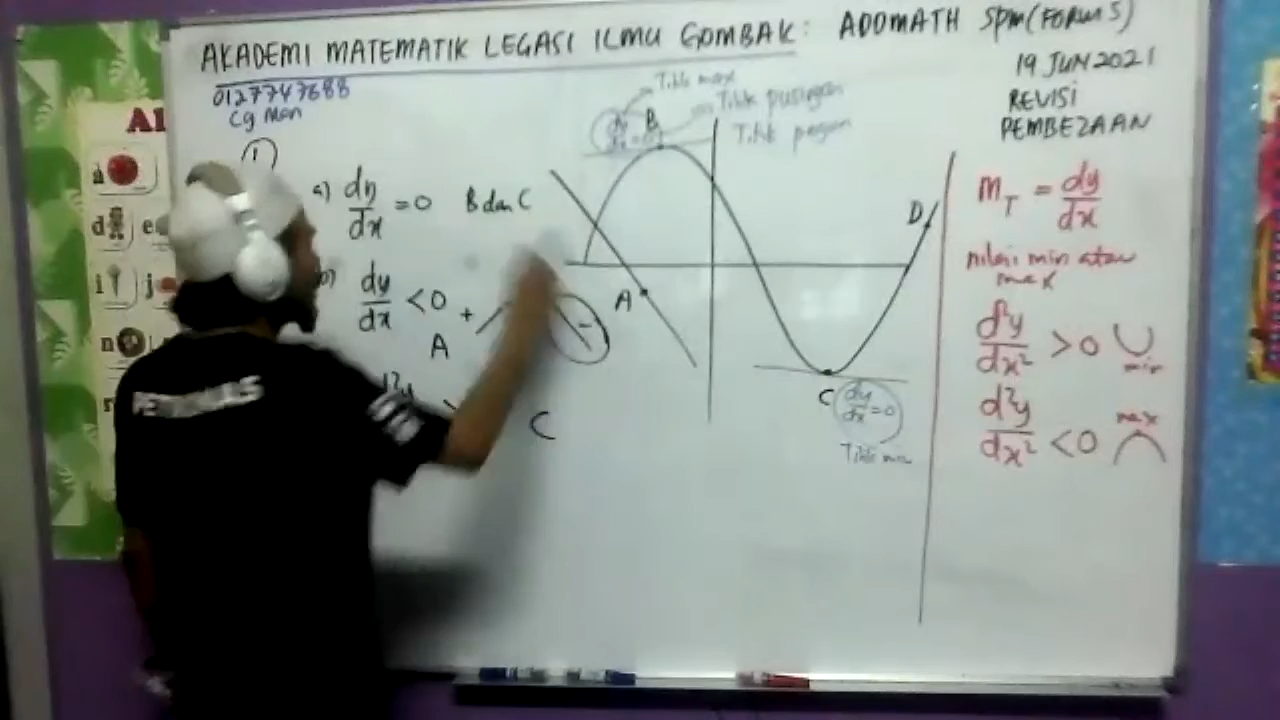 AKADEMI MATEMATIK LEGASI ILMU GOMBAK: ADDMATH SPM (FORM 5)
0127747688
Cg Man
19 JUN 2021
REVISI
PEMBEZAAN
Titik max
Titik pusingan
Titik pegun
B
1
a) dy/dx = 0 B dan C
b) dy/dx < 0
A
+
-
A
C
D
C
dy/dx = 0
Titik min
m_T = dy/dx
nilai min atau
max
d²y/dx² > 0
min
d²y/dx² < 0
max
PETRONAS
a
d
e
i
j
n